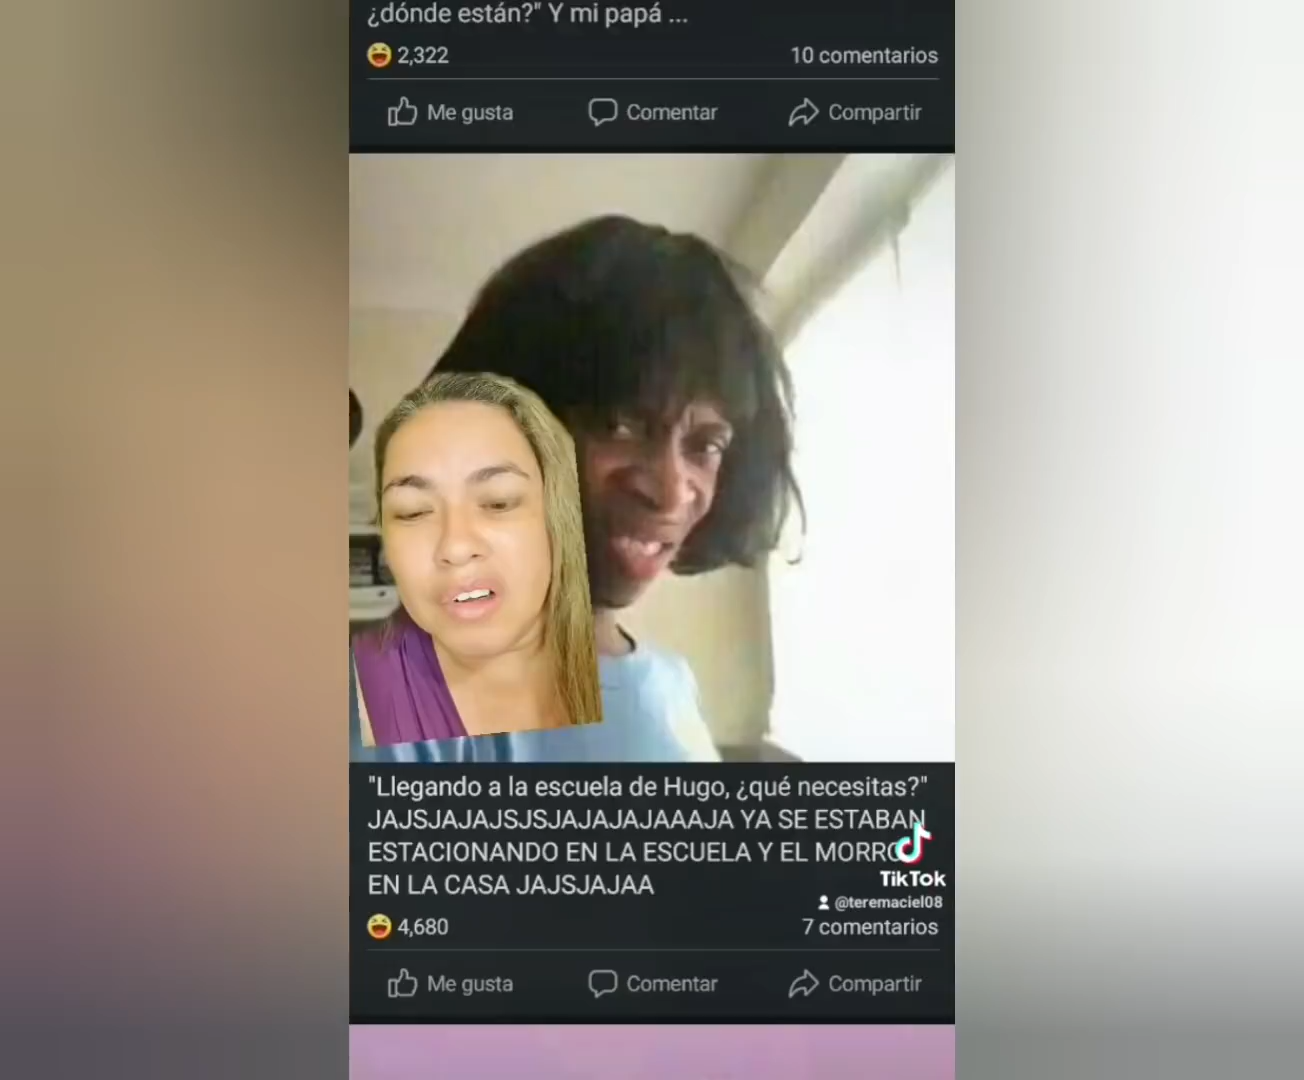 ¿dónde están?" Y mi papá ...
2,322
10 comentarios
Me gusta
Comentar
Compartir
"Llegando a la escuela de Hugo, ¿qué necesitas?"
JAJSJAJAJSJSJAJAJAJAAAJA YA SE ESTABAN
ESTACIONANDO EN LA ESCUELA Y EL MORRO
EN LA CASA JAJSJAJAA
TikTok
@teremaciel08
4,680
7 comentarios
Me gusta
Comentar
Compartir